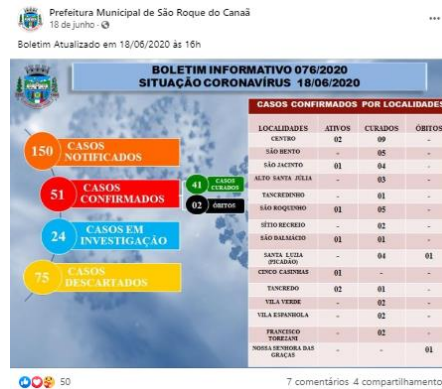 Prefeitura Municipal de São Roque do Canaã
18 de junho
Boletim Atualizado em 18/06/2020 às 16h
BOLETIM INFORMATIVO 076/2020
SITUAÇÃO CORONAVÍRUS 18/06/2020
150 CASOS NOTIFICADOS
51 CASOS CONFIRMADOS
41 CASOS CURADOS
02 ÓBITOS
24 CASOS EM INVESTIGAÇÃO
75 CASOS DESCARTADOS
CASOS CONFIRMADOS POR LOCALIDADE
LOCALIDADES ATIVOS CURADOS ÓBITOS
CENTRO 02 09 -
SÃO BENTO - 05 -
SÃO JACINTO 01 04 -
ALTO SANTA JÚLIA - 03 -
TANCREDINHO - 01 -
SÃO ROQUINHO 01 05 -
SÍTIO RECREIO - 02 -
SÃO DALMÁCIO 01 01 -
SANTA LUZIA (PICADÃO) - 04 01
CINCO CASINHAS 01 - -
TANCREDO 02 01 -
VILA VERDE - 02 -
VILA ESPANHOLA - 02 -
FRANCISCO TOREZANI - 02 -
NOSSA SENHORA DAS GRAÇAS - - 01
50
7 comentários 4 compartilhamento